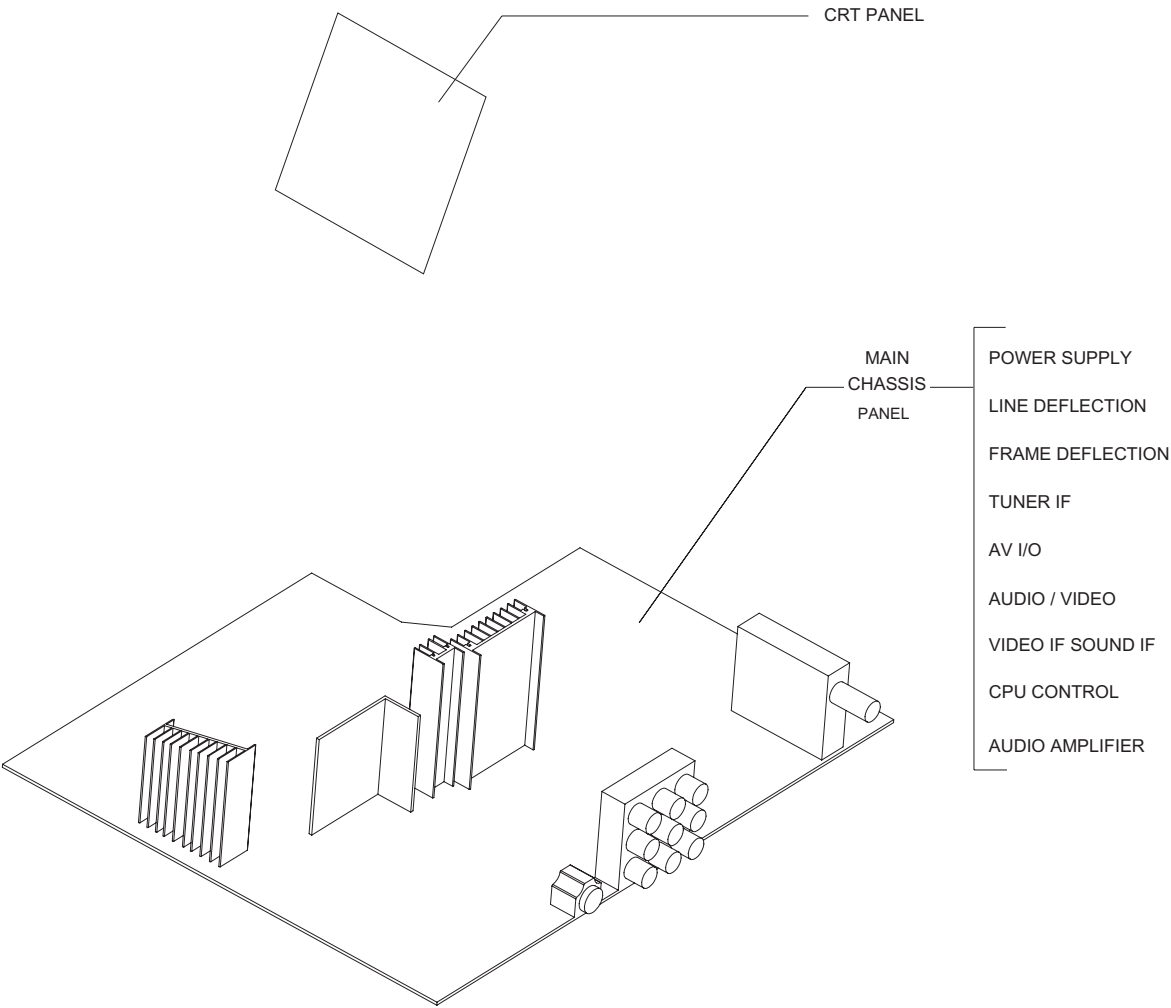 CRT PANEL
MAIN
CHASSIS
PANEL
POWER SUPPLY
LINE DEFLECTION
FRAME DEFLECTION
TUNER IF
AV I/O
AUDIO / VIDEO
VIDEO IF SOUND IF
CPU CONTROL
AUDIO AMPLIFIER